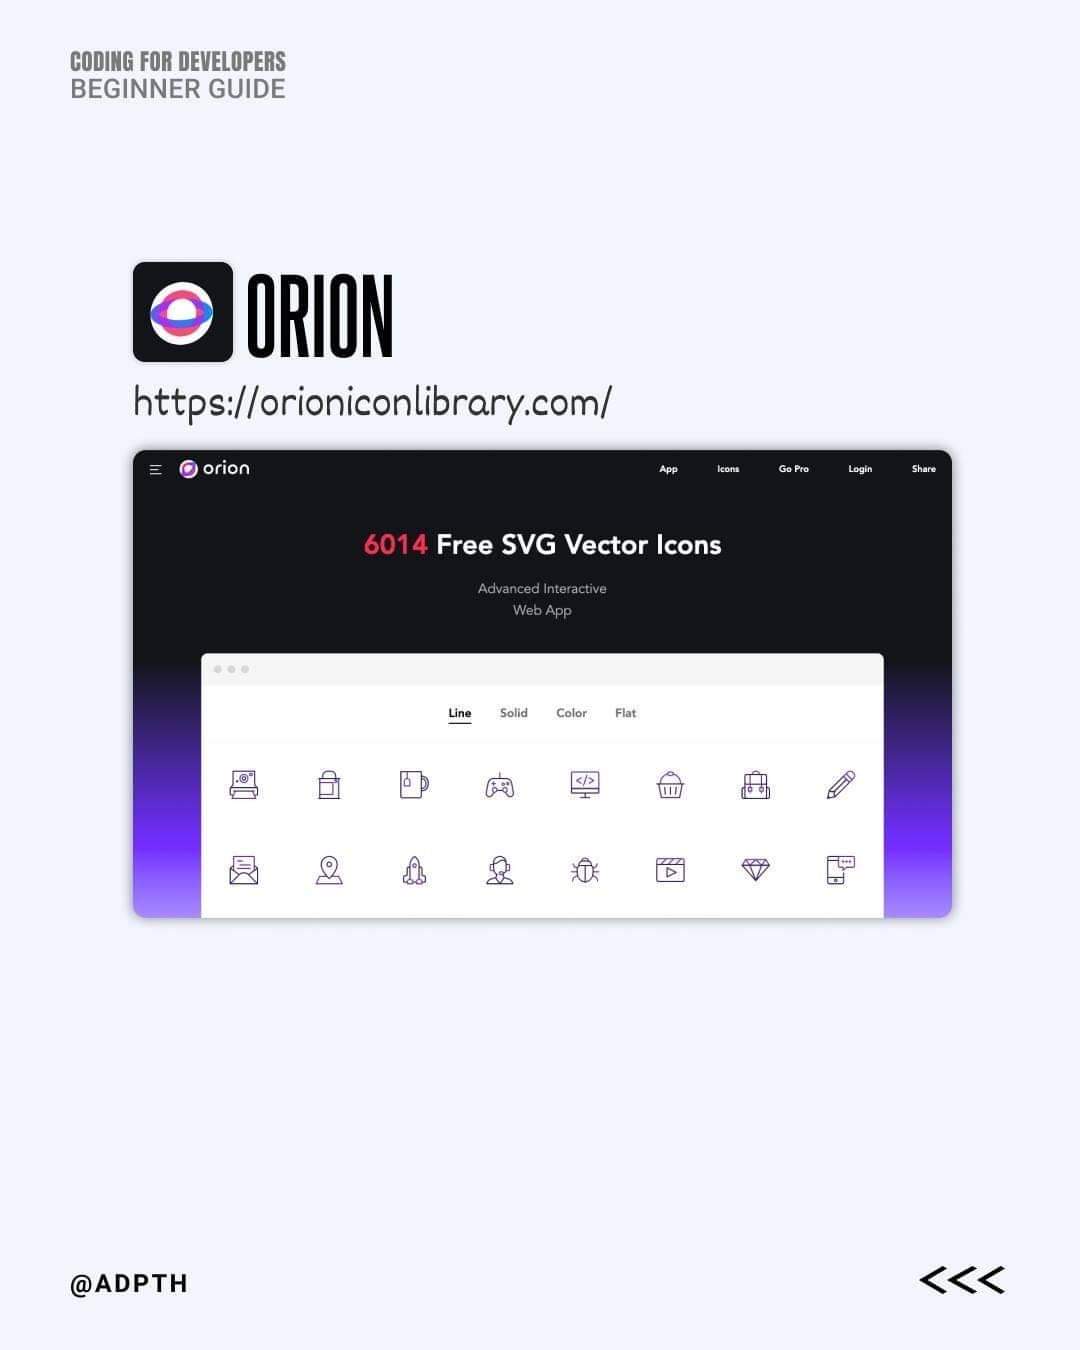 CODING FOR DEVELOPERS
BEGINNER GUIDE
ORION
https://orioniconlibrary.com/
orion
App Icons Go Pro Login Share
6014 Free SVG Vector Icons
Advanced Interactive
Web App
Line Solid Color Flat
</>
@ADPTH
<<<